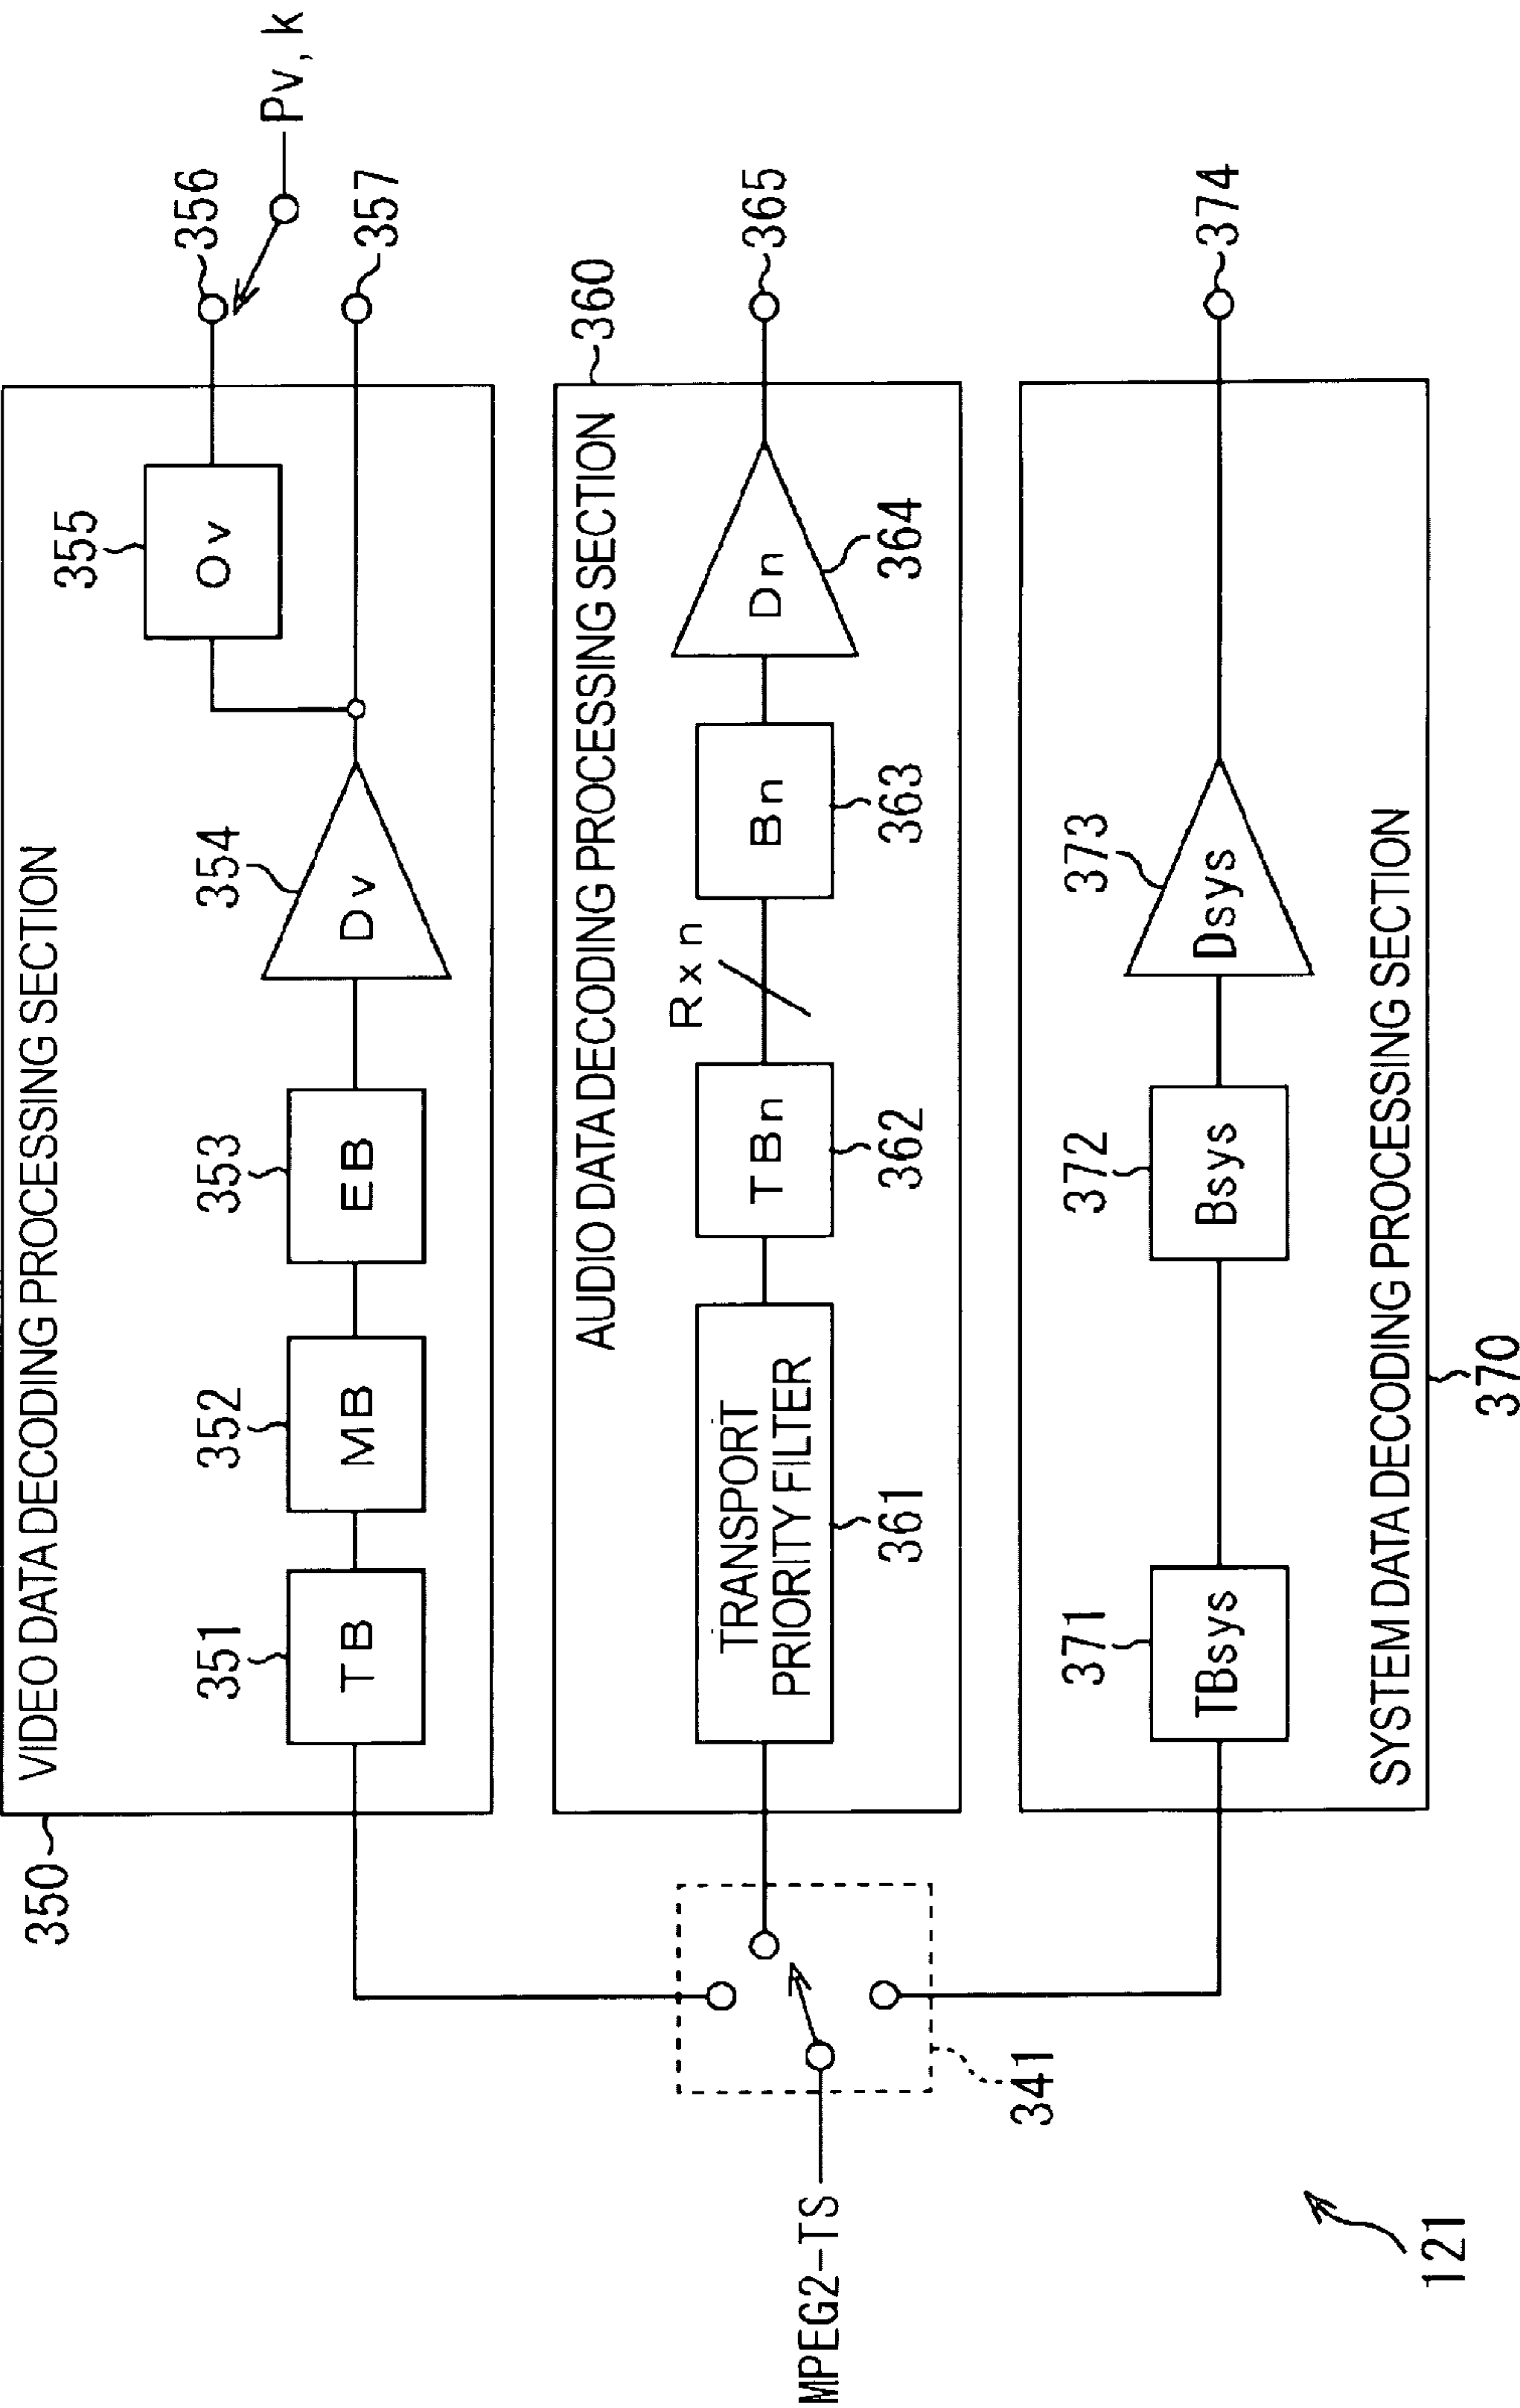 350
VIDEO DATA DECODING PROCESSING SECTION
351
TB
352
MB
353
EB
354
Dv
355
Ov
356
Pv, k
357
360
AUDIO DATA DECODING PROCESSING SECTION
TRANSPORT
PRIORITY FILTER
361
TBn
362
Rxn
Bn
363
Dn
364
365
MPEG2-TS
341
371
TBsys
372
Bsys
373
Dsys
374
SYSTEM DATA DECODING PROCESSING SECTION
370
121